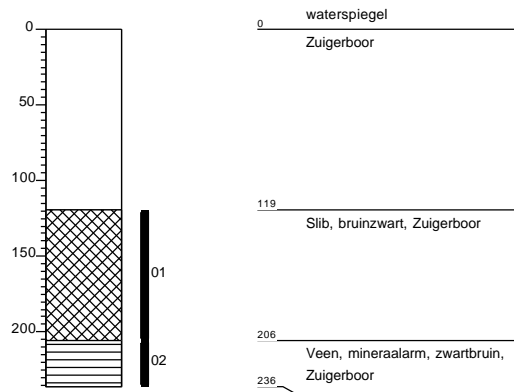 0
50
100
150
200
01
02
waterspiegel
0
Zuigerboor
119
Slib, bruinzwart, Zuigerboor
206
Veen, mineraalarm, zwartbruin,
Zuigerboor
236